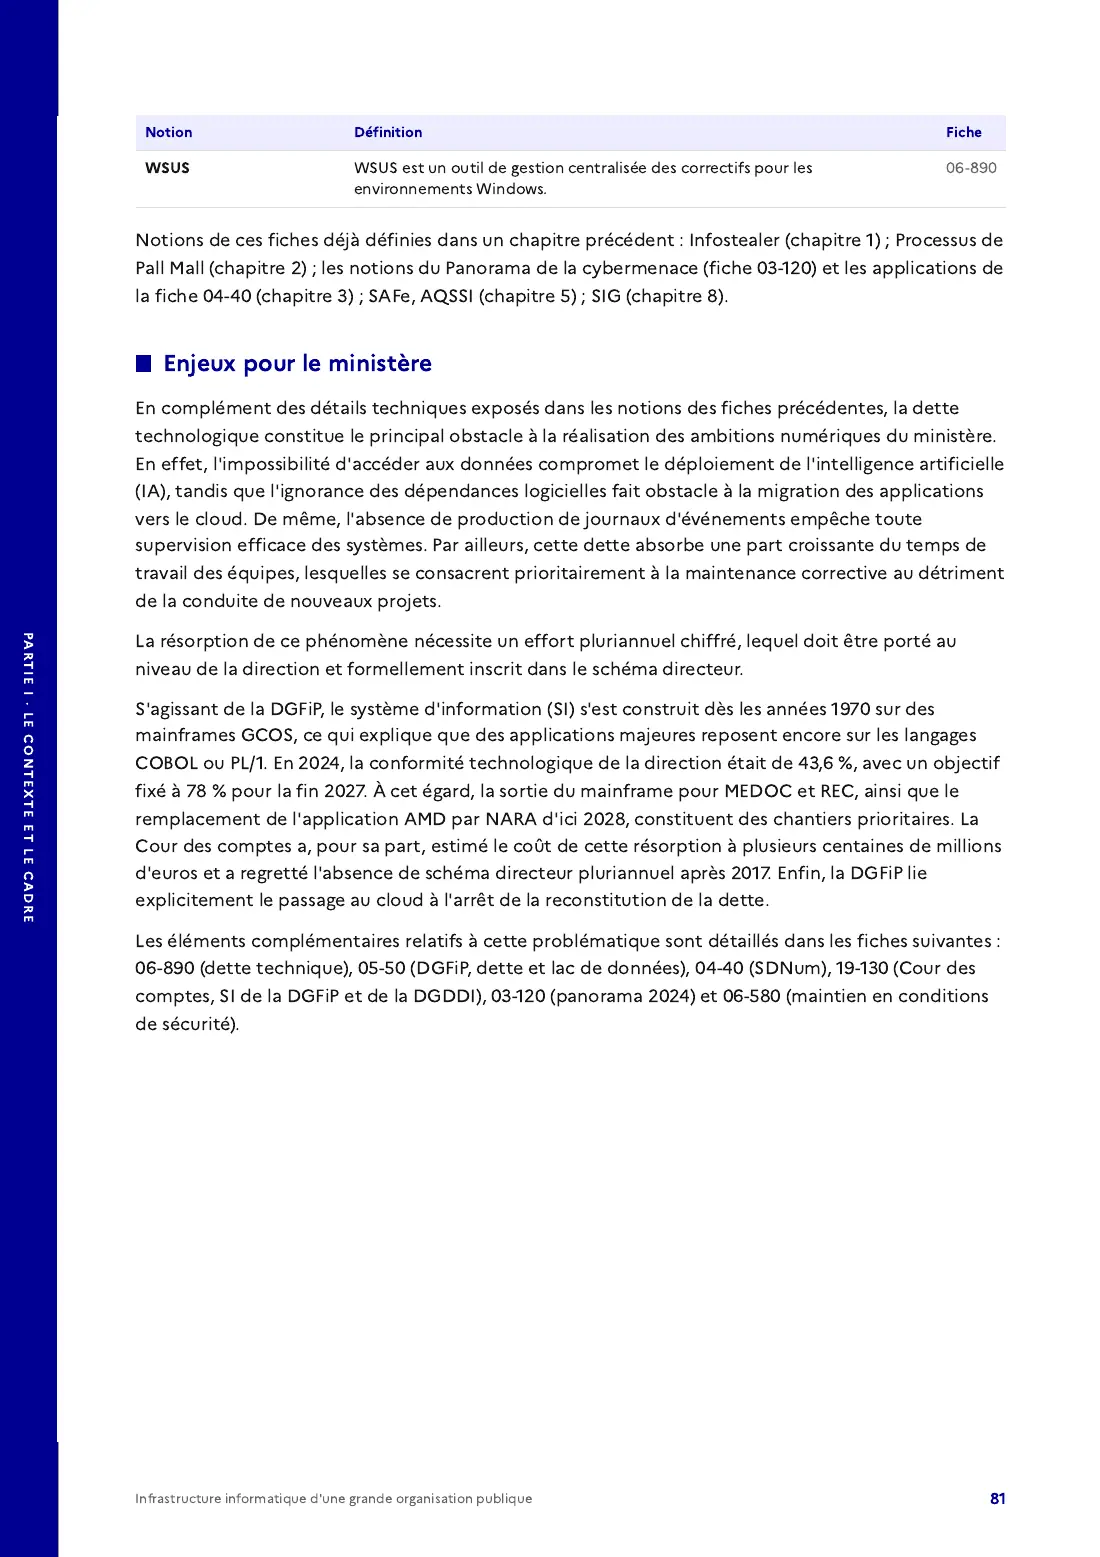 Notion Définition Fiche
WSUS WSUS est un outil de gestion centralisée des correctifs pour les 06-890
environnements Windows.
Notions de ces fiches déjà définies dans un chapitre précédent : Infostealer (chapitre 1) ; Processus de
Pall Mall (chapitre 2) ; les notions du Panorama de la cybermenace (fiche 03-120) et les applications de
la fiche 04-40 (chapitre 3) ; SAFe, AQSSI (chapitre 5) ; SIG (chapitre 8).
Enjeux pour le ministère
En complément des détails techniques exposés dans les notions des fiches précédentes, la dette
technologique constitue le principal obstacle à la réalisation des ambitions numériques du ministère.
En effet, l'impossibilité d'accéder aux données compromet le déploiement de l'intelligence artificielle
(IA), tandis que l'ignorance des dépendances logicielles fait obstacle à la migration des applications
vers le cloud. De même, l'absence de production de journaux d'événements empêche toute
supervision efficace des systèmes. Par ailleurs, cette dette absorbe une part croissante du temps de
travail des équipes, lesquelles se consacrent prioritairement à la maintenance corrective au détriment
de la conduite de nouveaux projets.
La résorption de ce phénomène nécessite un effort pluriannuel chiffré, lequel doit être porté au
niveau de la direction et formellement inscrit dans le schéma directeur.
S'agissant de la DGFiP, le système d'information (SI) s'est construit dès les années 1970 sur des
mainframes GCOS, ce qui explique que des applications majeures reposent encore sur les langages
COBOL ou PL/1. En 2024, la conformité technologique de la direction était de 43,6 %, avec un objectif
fixé à 78 % pour la fin 2027. À cet égard, la sortie du mainframe pour MEDOC et REC, ainsi que le
remplacement de l'application AMD par NARA d'ici 2028, constituent des chantiers prioritaires. La
Cour des comptes a, pour sa part, estimé le coût de cette résorption à plusieurs centaines de millions
d'euros et a regretté l'absence de schéma directeur pluriannuel après 2017. Enfin, la DGFiP lie
explicitement le passage au cloud à l'arrêt de la reconstitution de la dette.
Les éléments complémentaires relatifs à cette problématique sont détaillés dans les fiches suivantes :
06-890 (dette technique), 05-50 (DGFiP, dette et lac de données), 04-40 (SDNum), 19-130 (Cour des
comptes, SI de la DGFiP et de la DGDDI), 03-120 (panorama 2024) et 06-580 (maintien en conditions
de sécurité).
PARTIE I · LE CONTEXTE ET LE CADRE
Infrastructure informatique d'une grande organisation publique 81